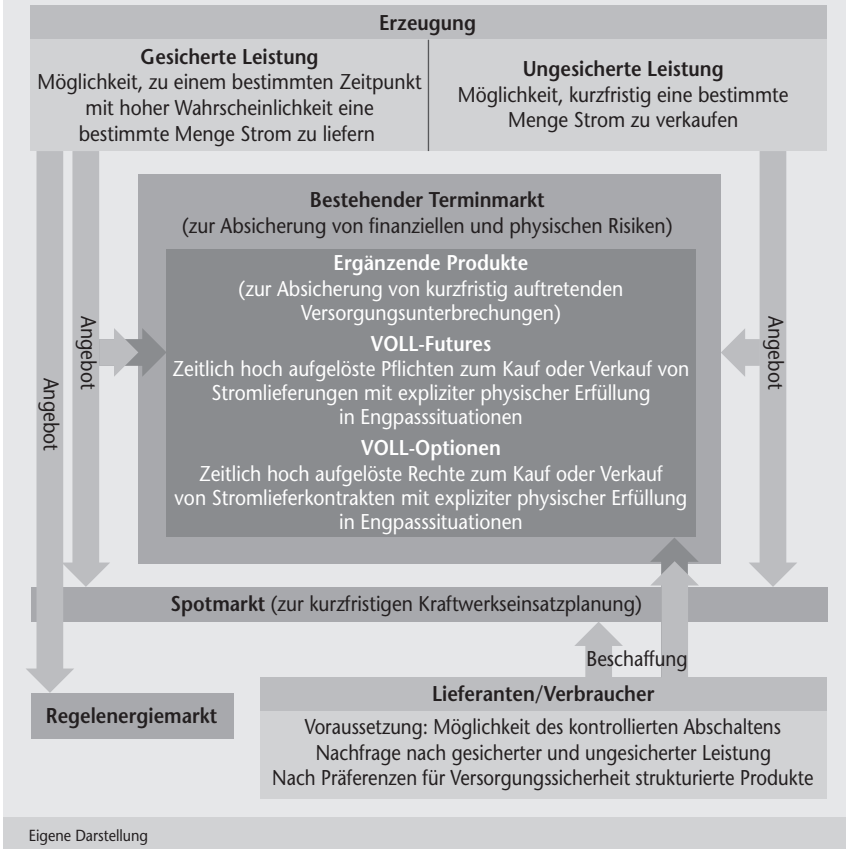 Erzeugung
Gesicherte Leistung
Möglichkeit, zu einem bestimmten Zeitpunkt
mit hoher Wahrscheinlichkeit eine
bestimmte Menge Strom zu liefern
Ungesicherte Leistung
Möglichkeit, kurzfristig eine bestimmte
Menge Strom zu verkaufen
Bestehender Terminmarkt
(zur Absicherung von finanziellen und physischen Risiken)
Ergänzende Produkte
(zur Absicherung von kurzfristig auftretenden
Versorgungsunterbrechungen)
VOLL-Futures
Zeitlich hoch aufgelöste Pflichten zum Kauf oder Verkauf von
Stromlieferungen mit expliziter physischer Erfüllung
in Engpasssituationen
VOLL-Optionen
Zeitlich hoch aufgelöste Rechte zum Kauf oder Verkauf
von Stromlieferkontrakten mit expliziter physischer Erfüllung
in Engpasssituationen
Angebot
Angebot
Angebot
Spotmarkt (zur kurzfristigen Kraftwerkseinsatzplanung)
Beschaffung
Regelenergiemarkt
Lieferanten/Verbraucher
Voraussetzung: Möglichkeit des kontrollierten Abschaltens
Nachfrage nach gesicherter und ungesicherter Leistung
Nach Präferenzen für Versorgungssicherheit strukturierte Produkte
Eigene Darstellung